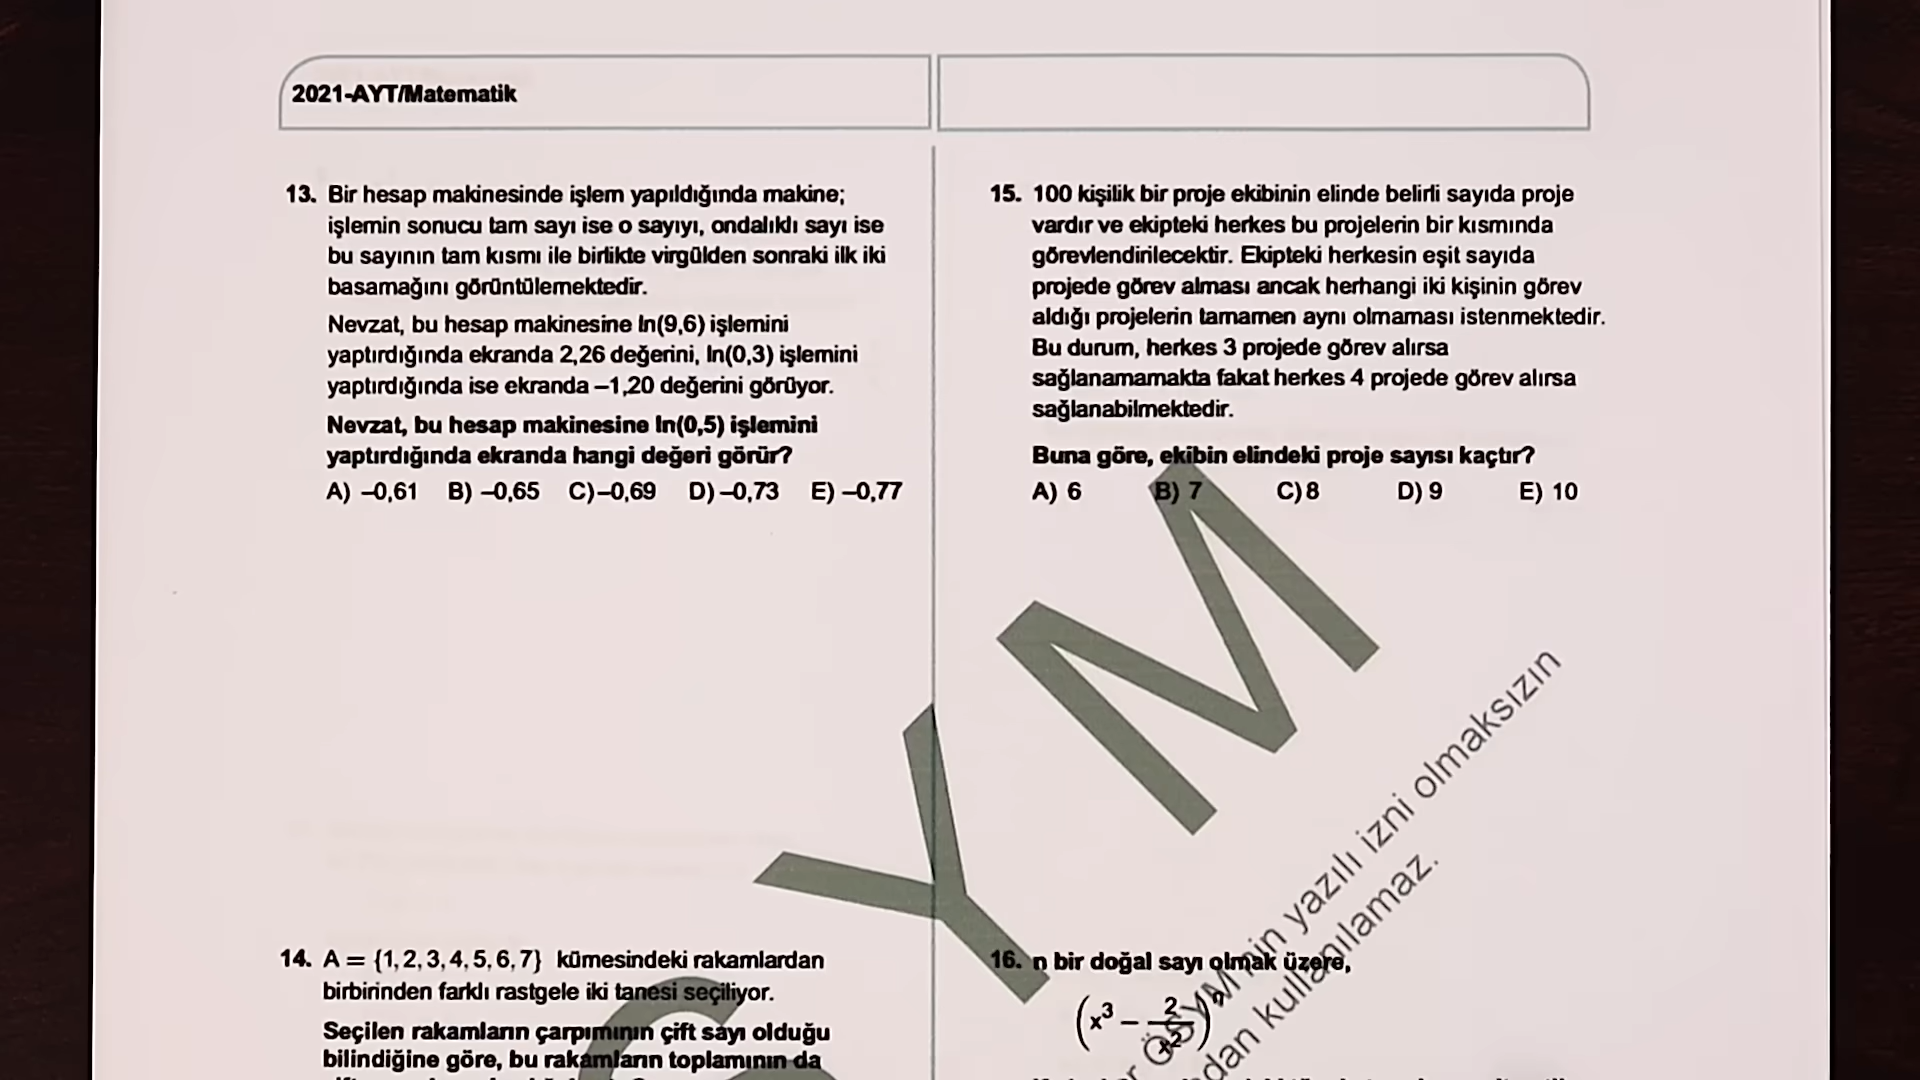 2021-AYT/Matematik
13. Bir hesap makinesinde işlem yapıldığında makine;
işlemin sonucu tam sayı ise o sayıyı, ondalıklı sayı ise
bu sayının tam kısmı ile birlikte virgülden sonraki ilk iki
basamağını görüntülemektedir.
Nevzat, bu hesap makinesine ln(9,6) işlemini
yaptırdığında ekranda 2,26 değerini, ln(0,3) işlemini
yaptırdığında ise ekranda –1,20 değerini görüyor.
Nevzat, bu hesap makinesine ln(0,5) işlemini
yaptırdığında ekranda hangi değeri görür?
A) –0,61 B) –0,65 C) –0,69 D) –0,73 E) –0,77
14. A = {1, 2, 3, 4, 5, 6, 7} kümesindeki rakamlardan
birbirinden farklı rastgele iki tanesi seçiliyor.
Seçilen rakamların çarpımının çift sayı olduğu
bilindiğine göre, bu rakamların toplamının da
15. 100 kişilik bir proje ekibinin elinde belirli sayıda proje
vardır ve ekipteki herkes bu projelerin bir kısmında
görevlendirilecektir. Ekipteki herkesin eşit sayıda
projede görev alması ancak herhangi iki kişinin görev
aldığı projelerin tamamen aynı olmaması istenmektedir.
Bu durum, herkes 3 projede görev alırsa
sağlanamamakta fakat herkes 4 projede görev alırsa
sağlanabilmektedir.
Buna göre, ekibin elindeki proje sayısı kaçtır?
A) 6 B) 7 C) 8 D) 9 E) 10
16. n bir doğal sayı olmak üzere,
(x³ – 2/x²)ⁿ
YM
ÖSYM'nin yazılı izni olmaksızın
kullanılamaz.